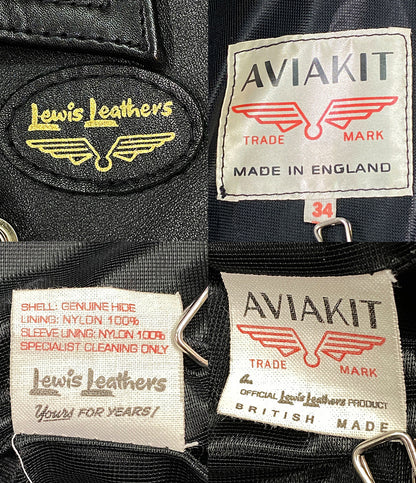 Lewis Leathers
AVIAKIT
TRADE MARK
MADE IN ENGLAND
34
SHELL: GENUINE HIDE
LINING: NYLON 100%
SLEEVE LINING: NYLON 100%
SPECIALIST CLEANING ONLY
Lewis Leathers
Yours FOR YEARS!
AVIAKIT
TRADE MARK
An
OFFICIAL Lewis Leathers PRODUCT
BRITISH MADE